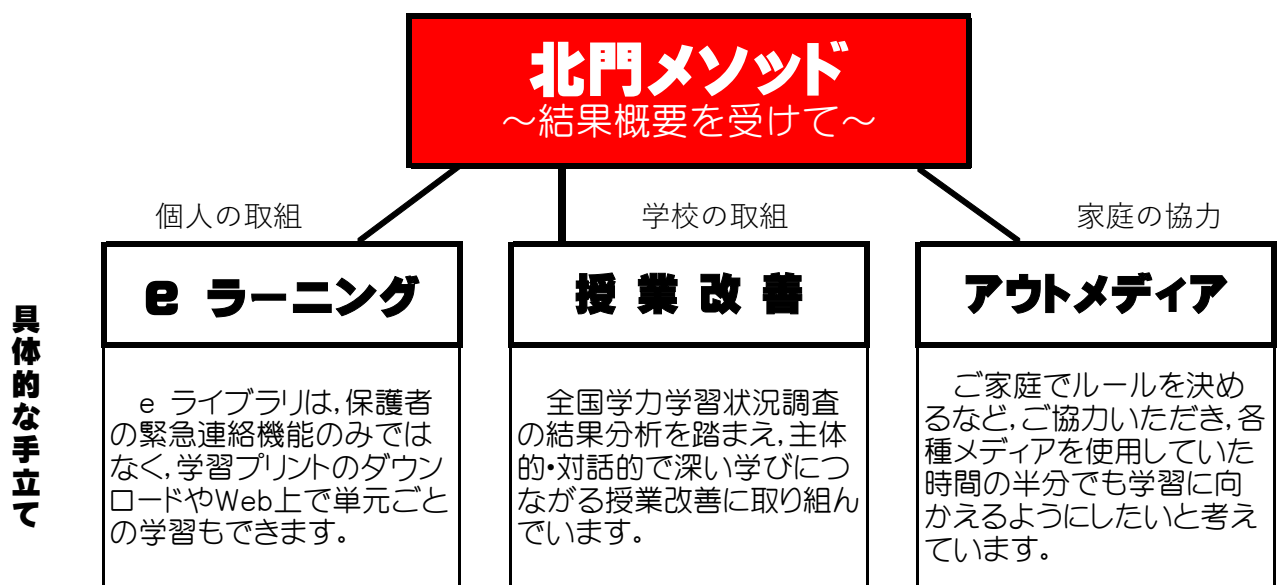 北門メソッド
～結果概要を受けて～
個人の取組
学校の取組
家庭の協力
具体的な手立て
e ラーニング
e ライブラリは,保護者
の緊急連絡機能のみでは
なく,学習プリントのダウン
ロードやWeb上で単元ごと
の学習もできます。
授 業 改 善
全国学力学習状況調査
の結果分析を踏まえ,主体
的・対話的で深い学びにつ
ながる授業改善に取り組ん
でいます。
アウトメディア
ご家庭でルールを決め
るなど,ご協力いただき,各
種メディアを使用していた
時間の半分でも学習に向
かえるようにしたいと考え
ています。